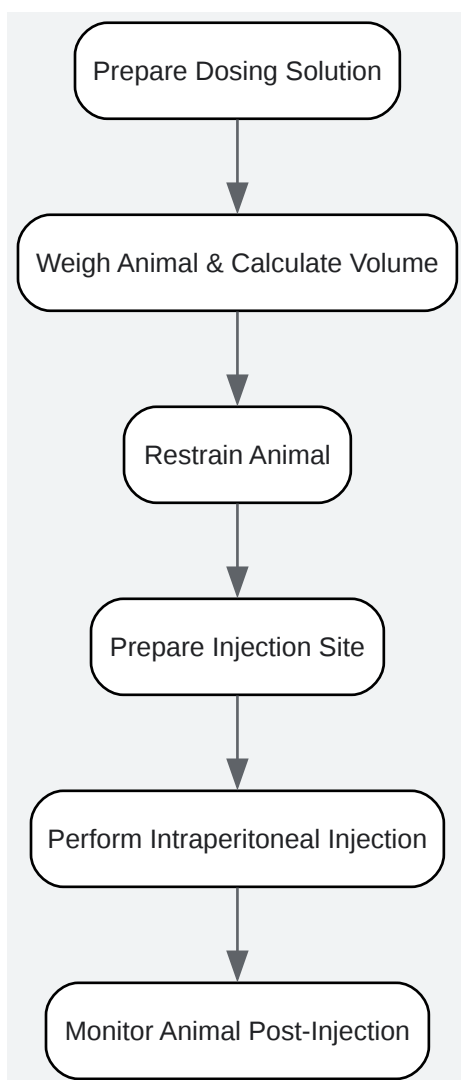 Prepare Dosing Solution
Weigh Animal & Calculate Volume
Restrain Animal
Prepare Injection Site
Perform Intraperitoneal Injection
Monitor Animal Post-Injection